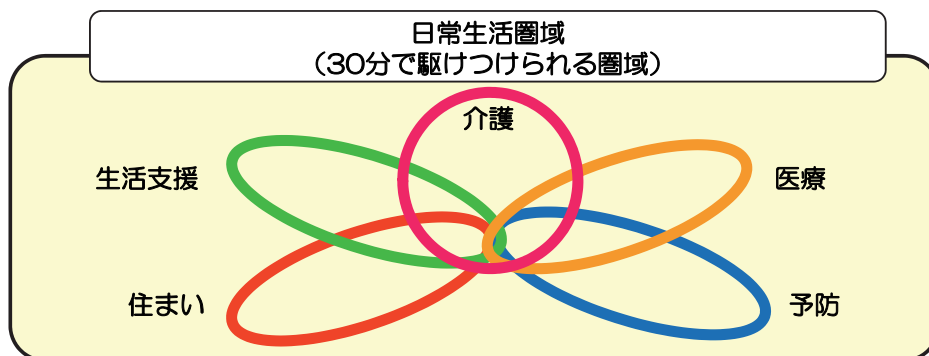 日常生活圏域
（30分で駆けつけられる圏域）
介護
生活支援
医療
住まい
予防